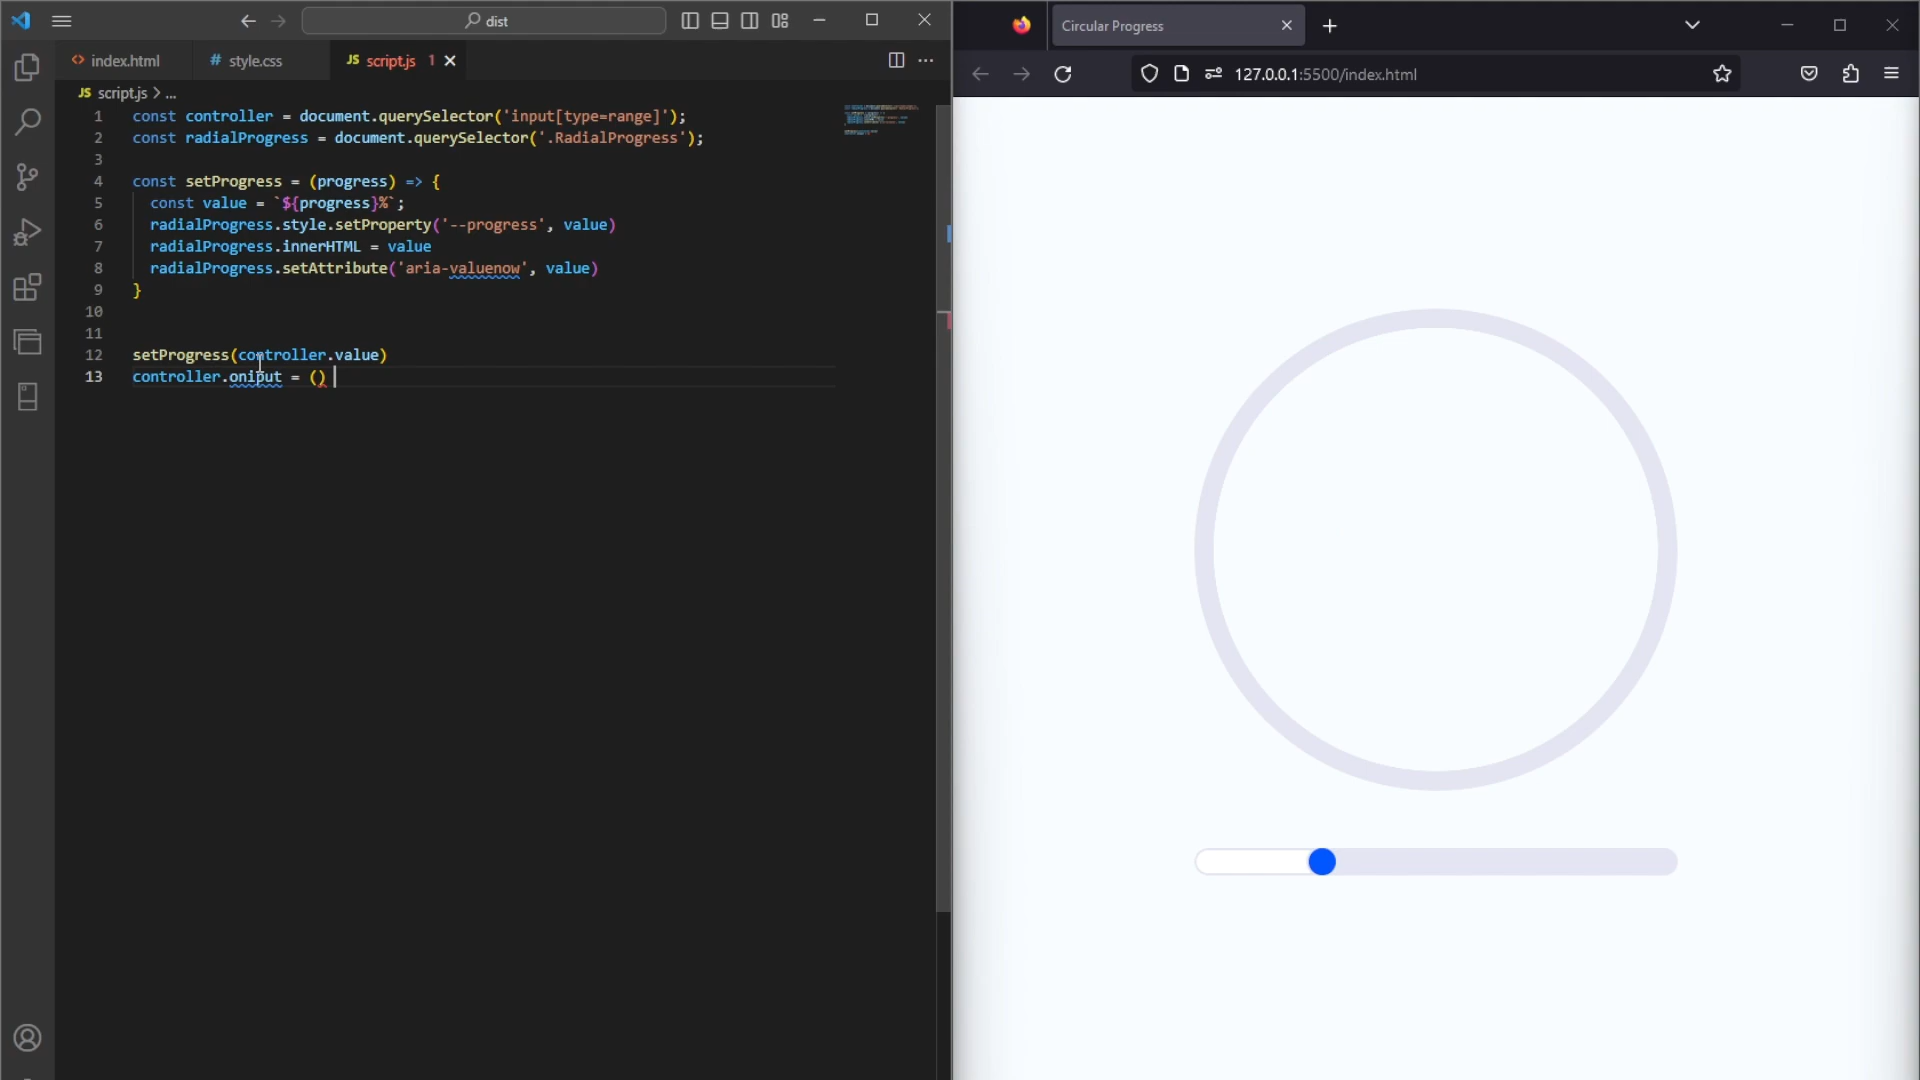 dist
index.html
style.css
JS script.js 1
JS script.js > ...
1 const controller = document.querySelector('input[type=range]');
2 const radialProgress = document.querySelector('.RadialProgress');
3
4 const setProgress = (progress) => {
5 const value = `${progress}%`;
6 radialProgress.style.setProperty('--progress', value)
7 radialProgress.innerHTML = value
8 radialProgress.setAttribute('aria-valuenow', value)
9 }
10
11
12 setProgress(controller.value)
13 controller.oniput = ()
Circular Progress
127.0.0.1:5500/index.html